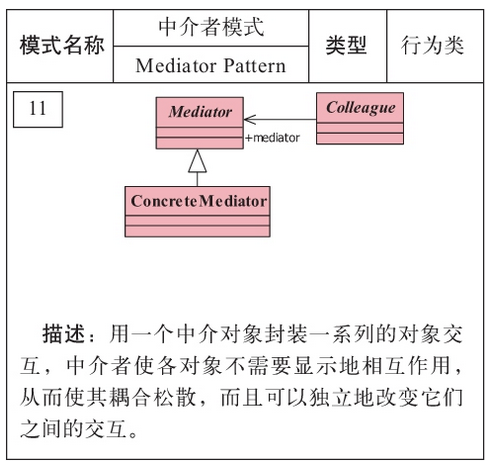 模式名称
中介者模式
Mediator Pattern
类型
行为类
11
Mediator
Colleague
+mediator
ConcreteMediator
描述：用一个中介对象封装一系列的对象交
互，中介者使各对象不需要显示地相互作用，
从而使其耦合松散，而且可以独立地改变它们
之间的交互。